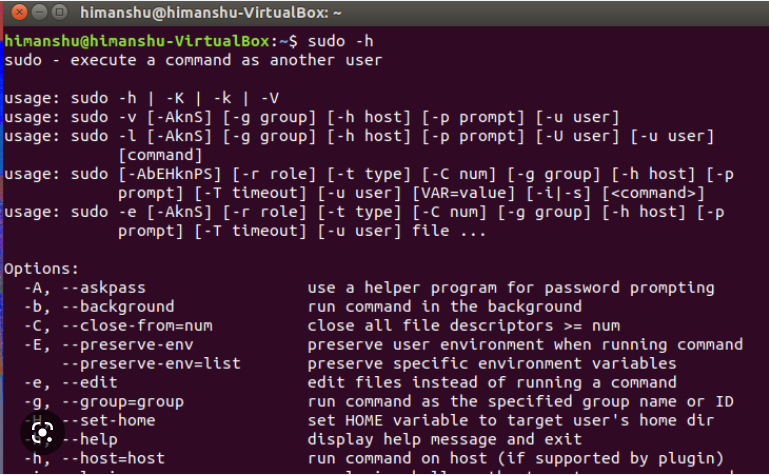 himanshu@himanshu-VirtualBox: ~
himanshu@himanshu-VirtualBox:~$ sudo -h
sudo - execute a command as another user
usage: sudo -h | -K | -k | -V
usage: sudo -v [-AknS] [-g group] [-h host] [-p prompt] [-u user]
usage: sudo -l [-AknS] [-g group] [-h host] [-p prompt] [-U user] [-u user]
[command]
usage: sudo [-AbEHknPS] [-r role] [-t type] [-C num] [-g group] [-h host] [-p
prompt] [-T timeout] [-u user] [VAR=value] [-i|-s] [<command>]
usage: sudo -e [-AknS] [-r role] [-t type] [-C num] [-g group] [-h host] [-p
prompt] [-T timeout] [-u user] file ...
Options:
-A, --askpass use a helper program for password prompting
-b, --background run command in the background
-C, --close-from=num close all file descriptors >= num
-E, --preserve-env preserve user environment when running command
--preserve-env=list preserve specific environment variables
-e, --edit edit files instead of running a command
-g, --group=group run command as the specified group name or ID
--set-home set HOME variable to target user's home dir
--help display help message and exit
-h, --host=host run command on host (if supported by plugin)